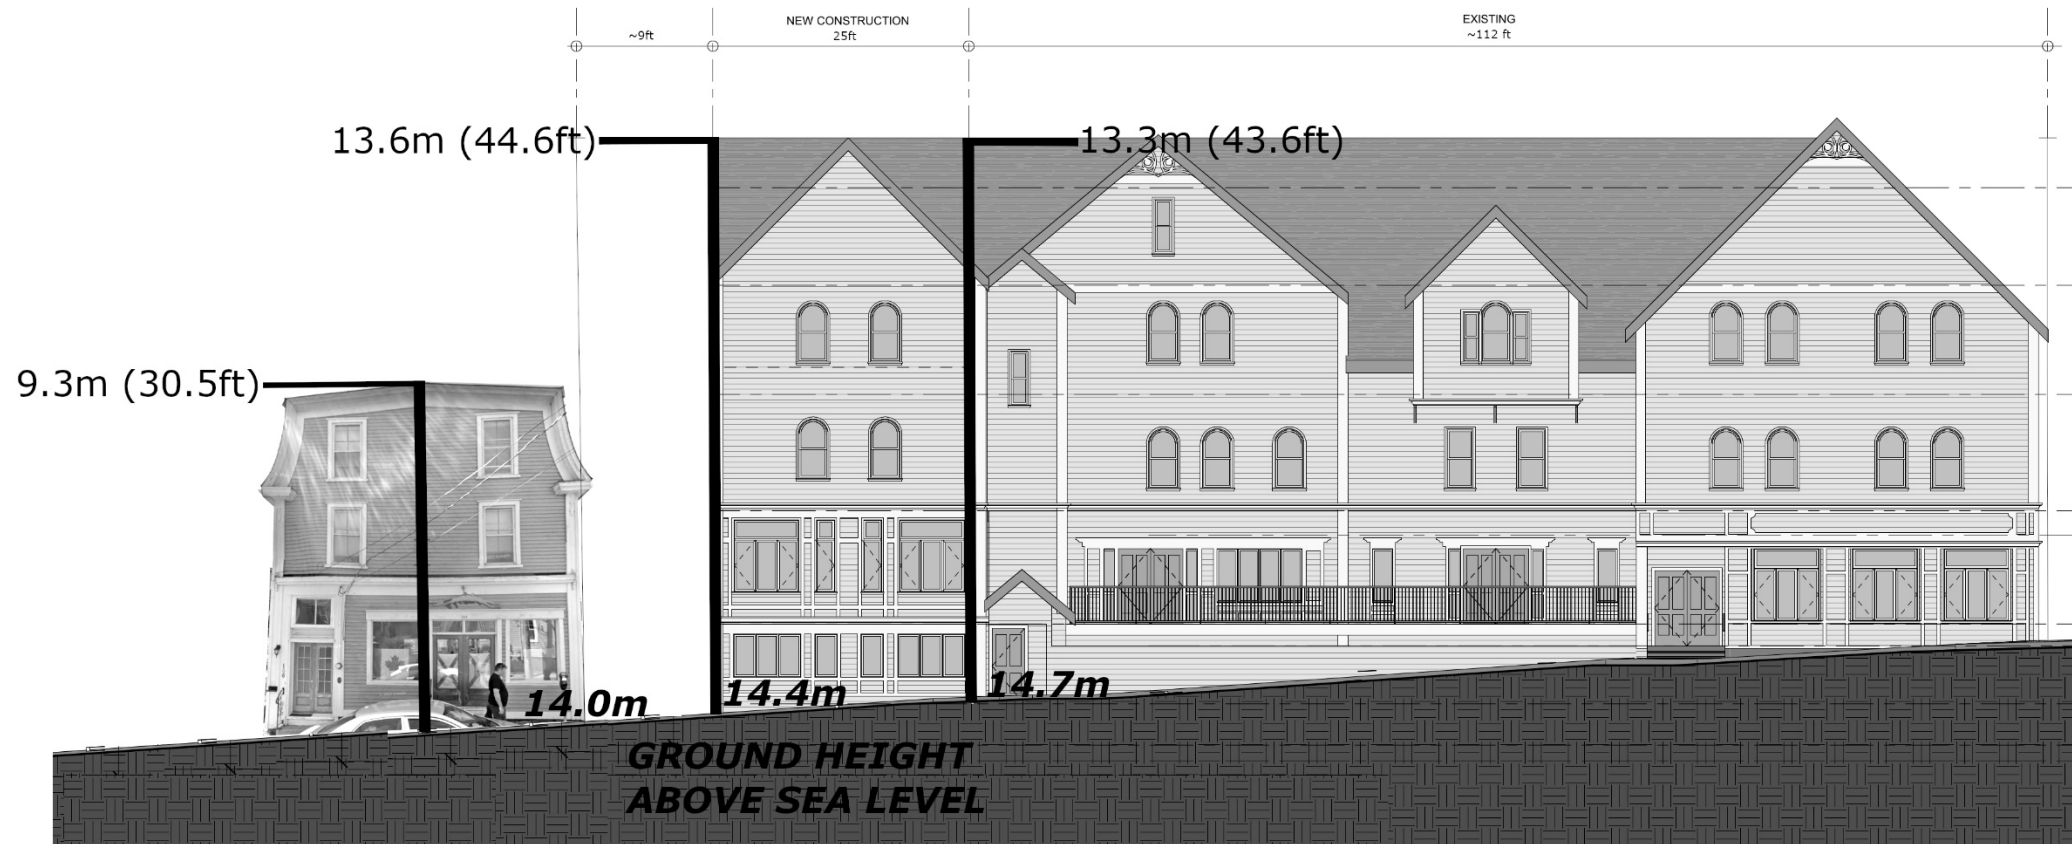 NEW CONSTRUCTION
EXISTING
~9ft
25ft
~112 ft
13.6m (44.6ft)
13.3m (43.6ft)
9.3m (30.5ft)
14.0m
14.4m
14.7m
GROUND HEIGHT
ABOVE SEA LEVEL